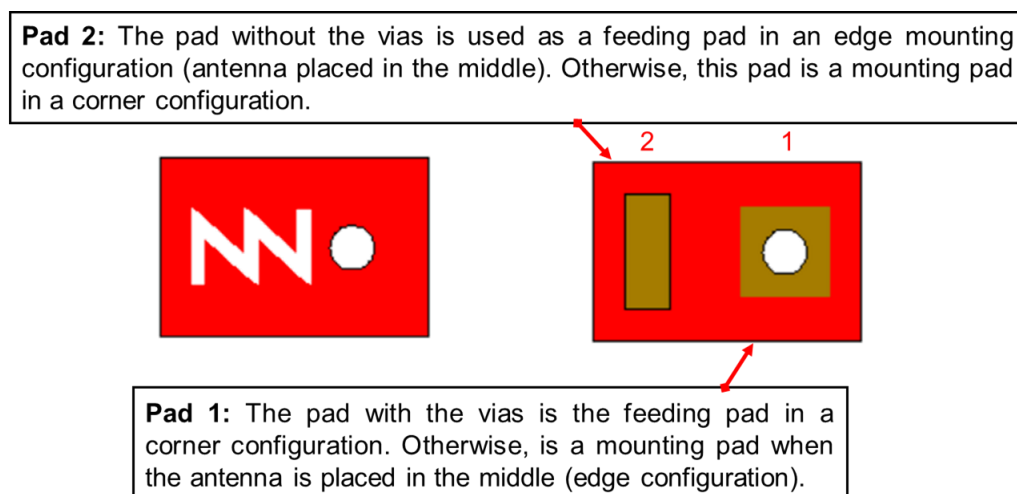 Pad 2: The pad without the vias is used as a feeding pad in an edge mounting
configuration (antenna placed in the middle). Otherwise, this pad is a mounting pad
in a corner configuration.
2 1
NN
Pad 1: The pad with the vias is the feeding pad in a
corner configuration. Otherwise, is a mounting pad when
the antenna is placed in the middle (edge configuration).